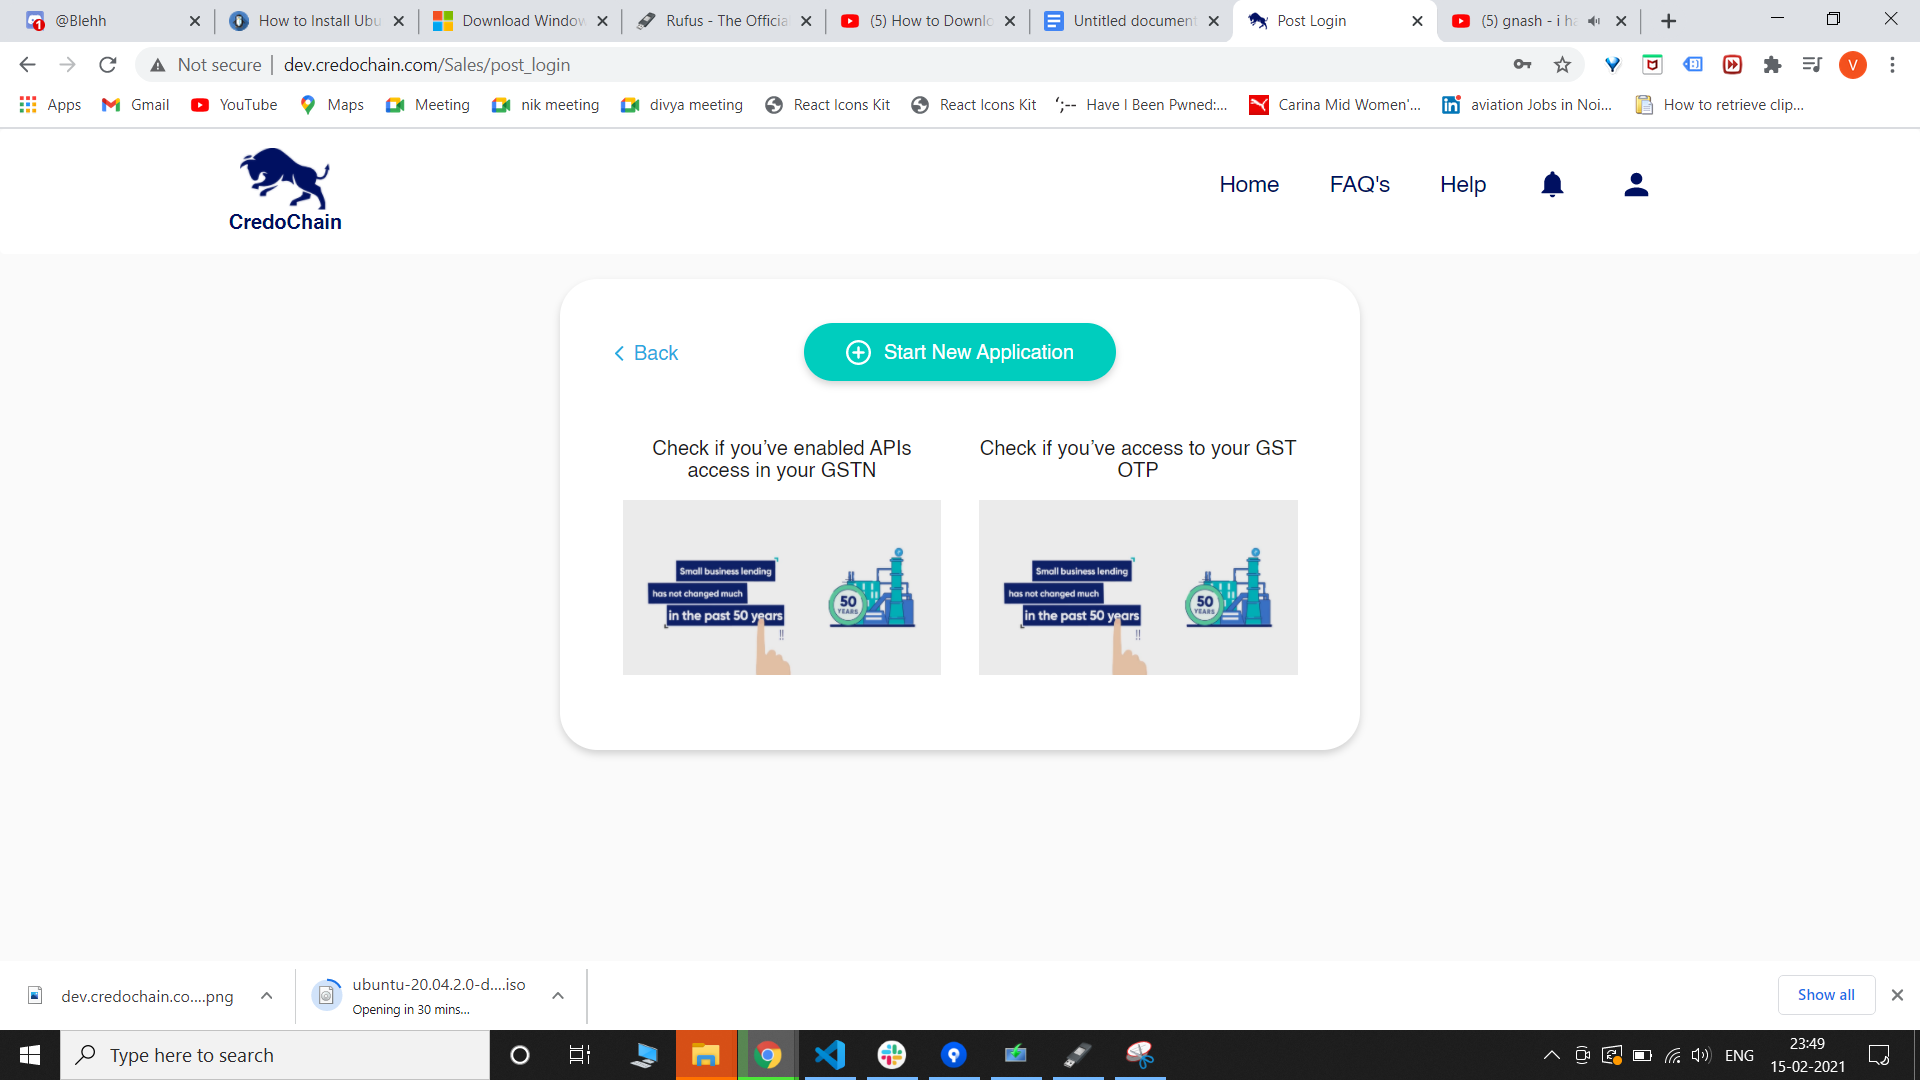 @Blehh
How to Install Ubu
Download Window
Rufus - The Official
(5) How to Downlo
Untitled document
Post Login
(5) gnash - i ha
Not secure
dev.credochain.com/Sales/post_login
V
Apps
Gmail
YouTube
Maps
Meeting
nik meeting
divya meeting
React Icons Kit
React Icons Kit
Have I Been Pwned:...
Carina Mid Women'...
aviation Jobs in Noi...
How to retrieve clip...
CredoChain
Home
FAQ's
Help
Back
Start New Application
Check if you’ve enabled APIs
access in your GSTN
Check if you’ve access to your GST
OTP
Small business lending
has not changed much
in the past 50 years
!!
50
YEARS
Small business lending
has not changed much
in the past 50 years
!!
50
YEARS
dev.credochain.co....png
ubuntu-20.04.2.0-d....iso
Opening in 30 mins...
Show all
Type here to search
ENG
23:49
15-02-2021